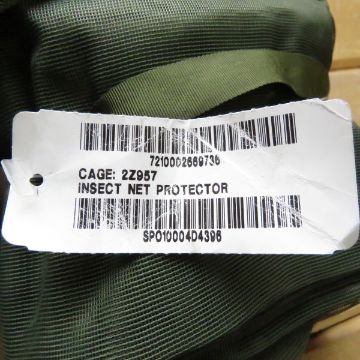 7210002669736
CAGE: 2Z957
INSECT NET PROTECTOR
SPO10004D4396